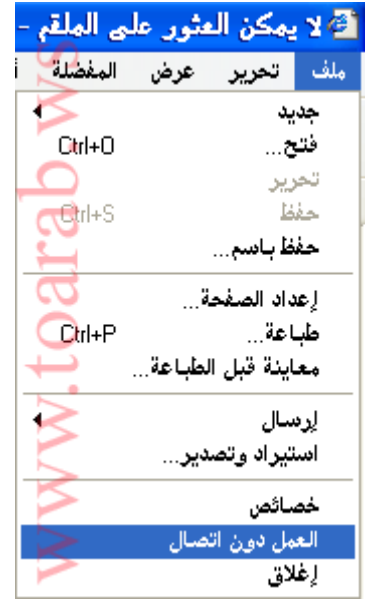 لا يمكن العثور على الملقم -
ملف تحرير عرض المفضلة
جديد
فتح... Ctrl+O
تحرير
حفظ Ctrl+S
حفظ باسم...
إعداد الصفحة...
طباعة... Ctrl+P
معاينة قبل الطباعة...
إرسال
استيراد وتصدير...
خصائص
العمل دون اتصال
إغلاق
www.toarab.ws